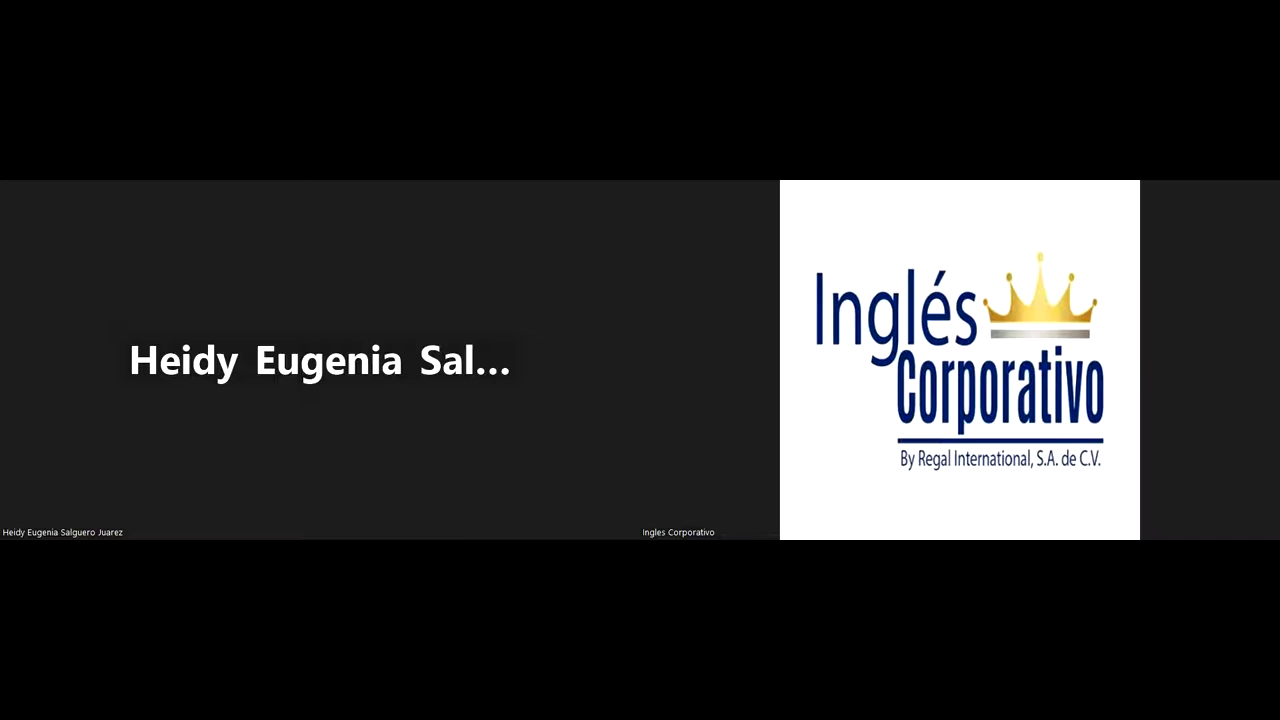 Heidy Eugenia Sal...
Heidy Eugenia Salguero Juarez
Inglés
Corporativo
By Regal International, S.A. de C.V.
Ingles Corporativo